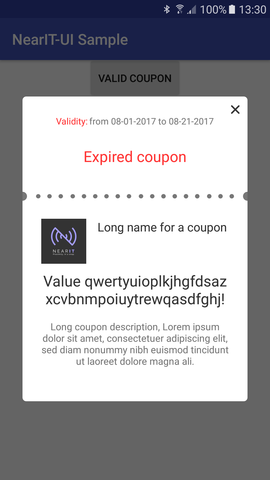 100% 13:30
NearIT-UI Sample
VALID COUPON
Validity: from 08-01-2017 to 08-21-2017
Expired coupon
NEARIT
Long name for a coupon
Value qwertyuioplkjhgfdsaz
xcvbnmpoiuytrewqasdfghj!
Long coupon description, Lorem ipsum
dolor sit amet, consectetuer adipiscing elit,
sed diam nonummy nibh euismod tincidunt
ut laoreet dolore magna ali.